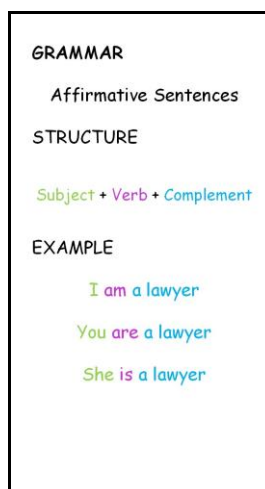 GRAMMAR
Affirmative Sentences
STRUCTURE
Subject + Verb + Complement
EXAMPLE
I am a lawyer
You are a lawyer
She is a lawyer